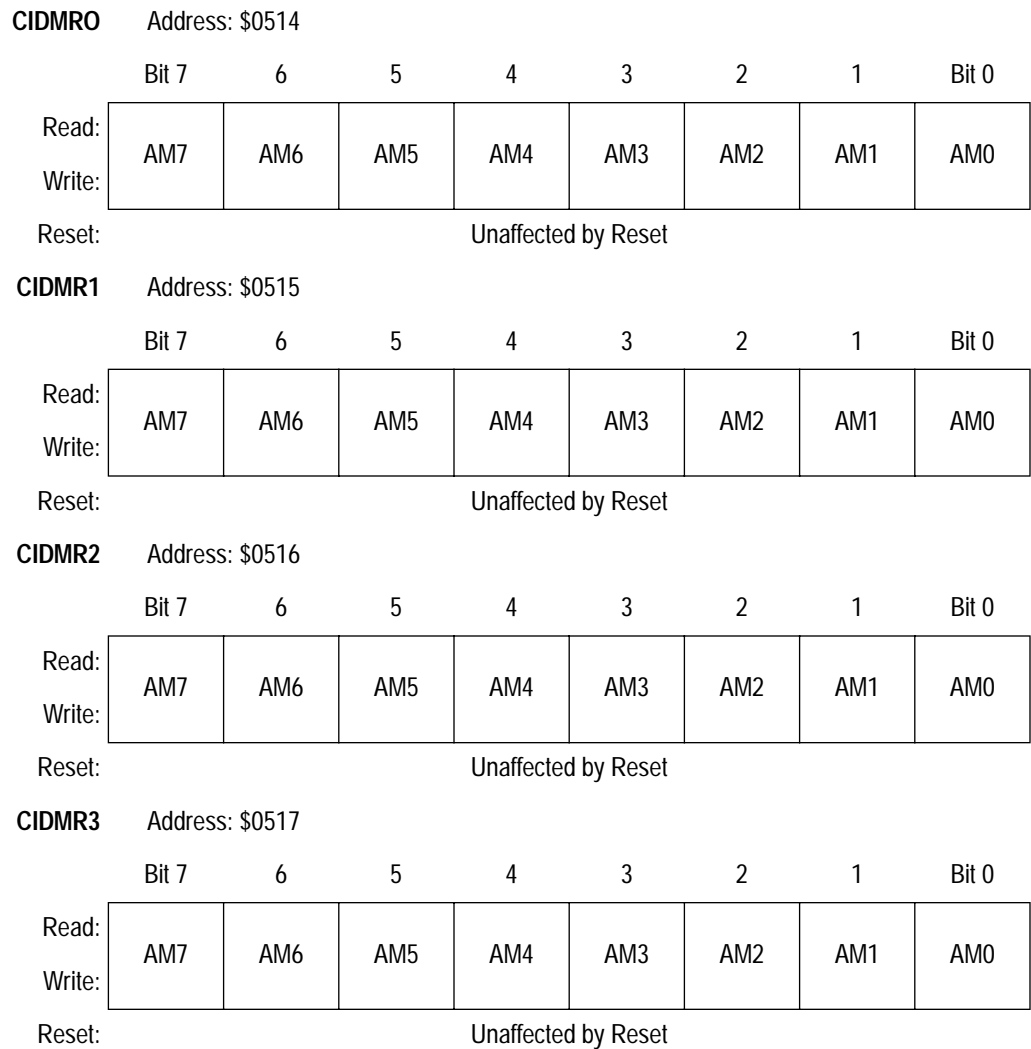 CIDMRO Address: $0514
Bit 7 6 5 4 3 2 1 Bit 0
Read:
AM7 AM6 AM5 AM4 AM3 AM2 AM1 AM0
Write:
Reset: Unaffected by Reset
CIDMR1 Address: $0515
Bit 7 6 5 4 3 2 1 Bit 0
Read:
AM7 AM6 AM5 AM4 AM3 AM2 AM1 AM0
Write:
Reset: Unaffected by Reset
CIDMR2 Address: $0516
Bit 7 6 5 4 3 2 1 Bit 0
Read:
AM7 AM6 AM5 AM4 AM3 AM2 AM1 AM0
Write:
Reset: Unaffected by Reset
CIDMR3 Address: $0517
Bit 7 6 5 4 3 2 1 Bit 0
Read:
AM7 AM6 AM5 AM4 AM3 AM2 AM1 AM0
Write:
Reset: Unaffected by Reset